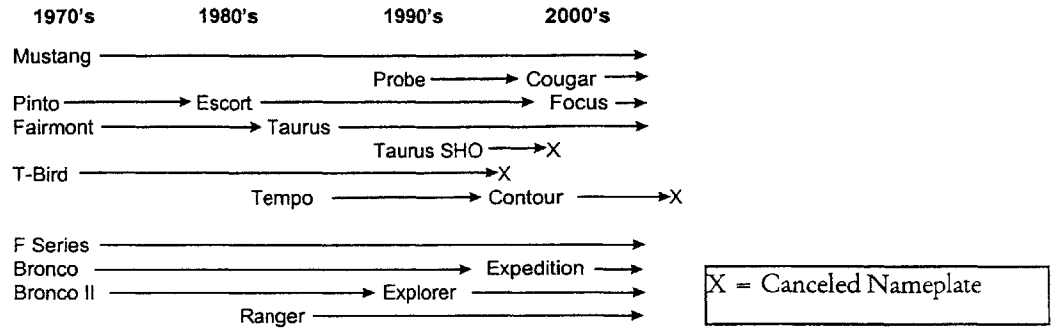 1970's 1980's 1990's 2000's
Mustang
Probe Cougar
Pinto Escort Focus
Fairmont Taurus
Taurus SHO X
T-Bird X
Tempo Contour X
F Series
Bronco Expedition
Bronco II Explorer
Ranger
X = Canceled Nameplate